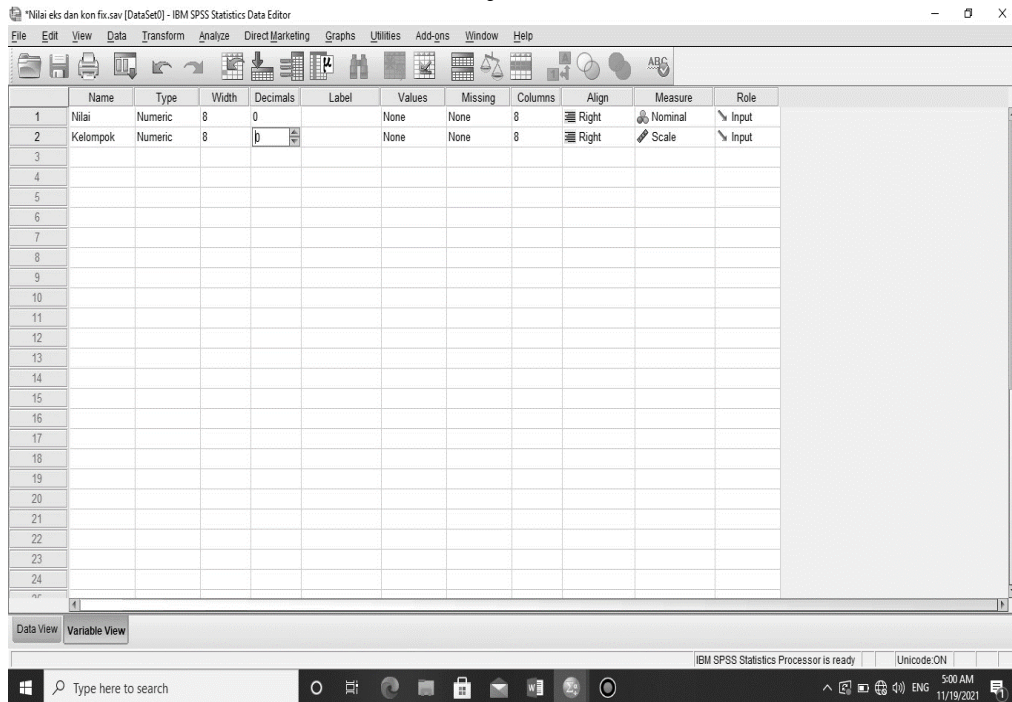 *Nilai eks dan kon fix.sav [DataSet0] - IBM SPSS Statistics Data Editor
File Edit View Data Transform Analyze Direct Marketing Graphs Utilities Add-ons Window Help
Name Type Width Decimals Label Values Missing Columns Align Measure Role
1 Nilai Numeric 8 0 None None 8 Right Nominal Input
2 Kelompok Numeric 8 0 None None 8 Right Scale Input
3
4
5
6
7
8
9
10
11
12
13
14
15
16
17
18
19
20
21
22
23
24
Data View Variable View
IBM SPSS Statistics Processor is ready Unicode:ON
Type here to search ENG 5:00 AM
11/19/2021